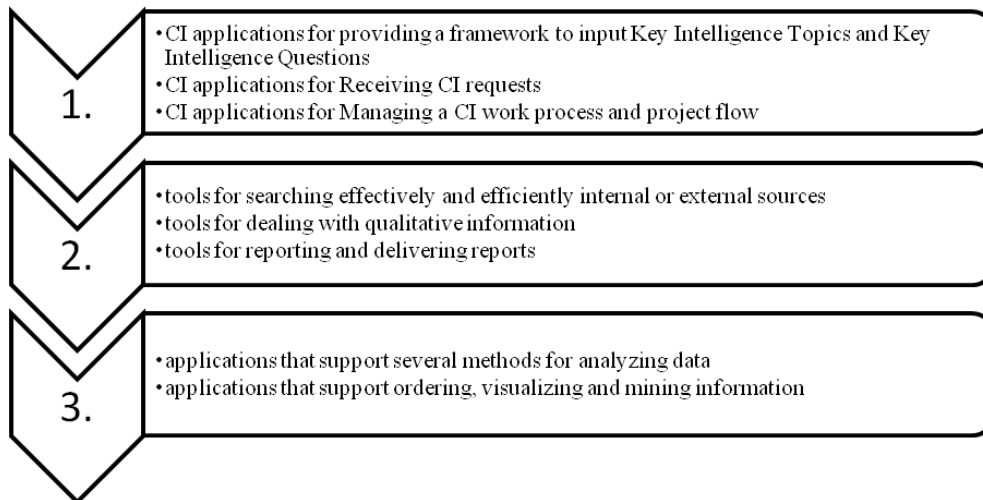 1.
•CI applications for providing a framework to input Key Intelligence Topics and Key
Intelligence Questions
•CI applications for Receiving CI requests
•CI applications for Managing a CI work process and project flow
2.
•tools for searching effectively and efficiently internal or external sources
•tools for dealing with qualitative information
•tools for reporting and delivering reports
3.
•applications that support several methods for analyzing data
•applications that support ordering, visualizing and mining information